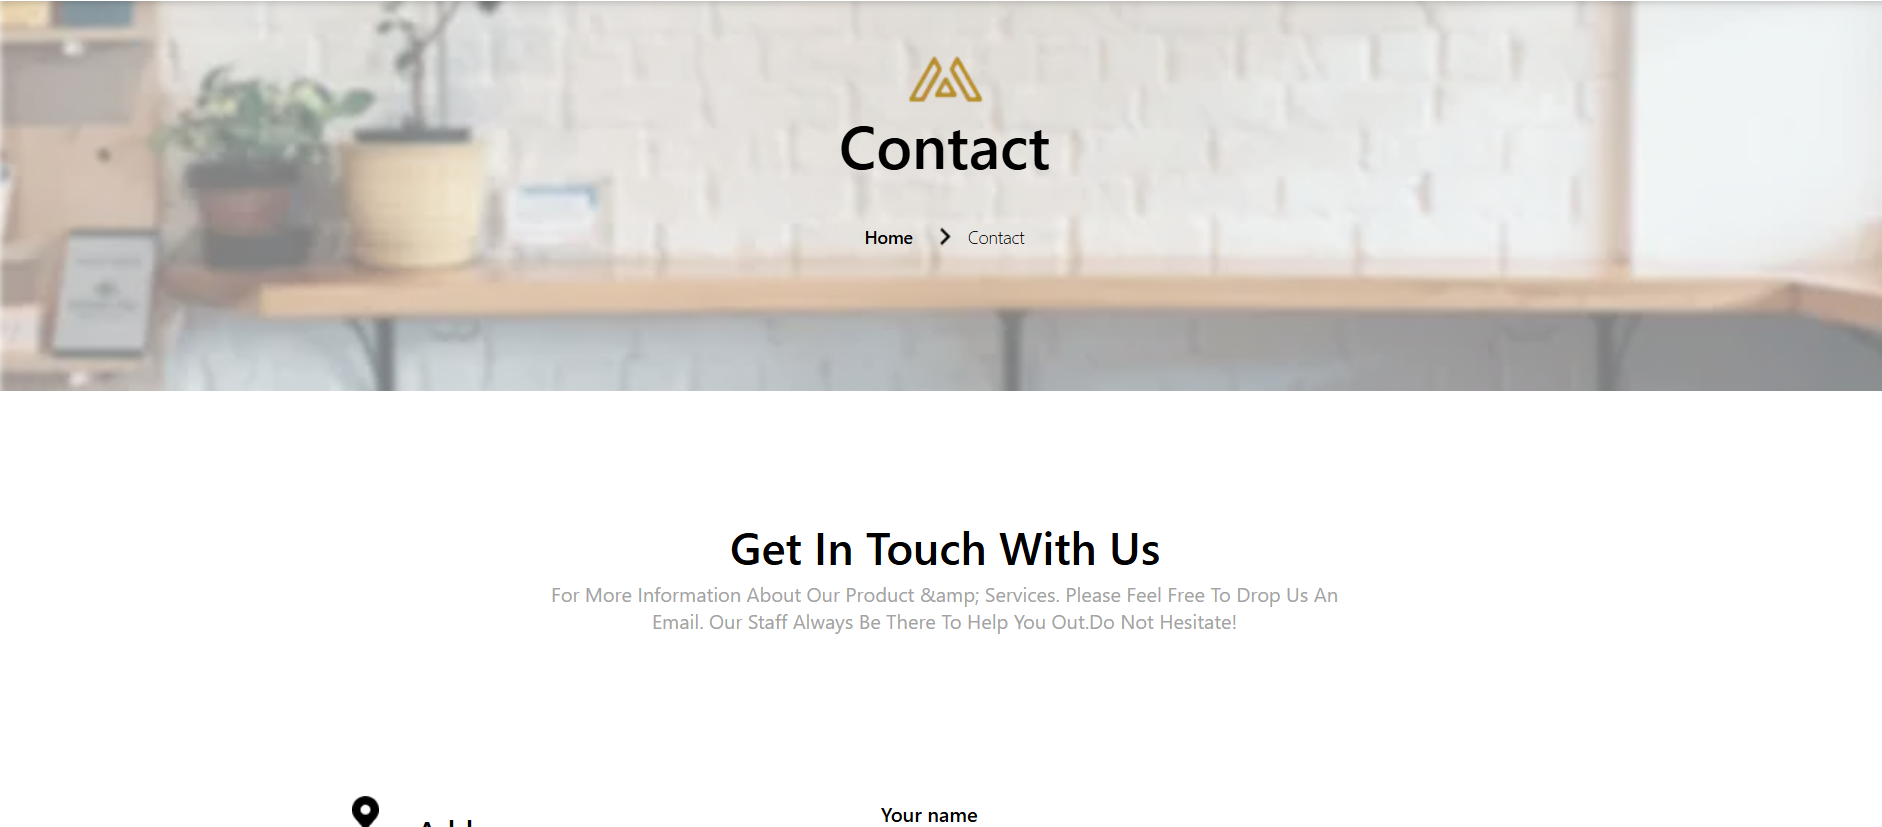 Contact
Home
Contact
Get In Touch With Us
For More Information About Our Product &amp; Services. Please Feel Free To Drop Us An
Email. Our Staff Always Be There To Help You Out.Do Not Hesitate!
Your name